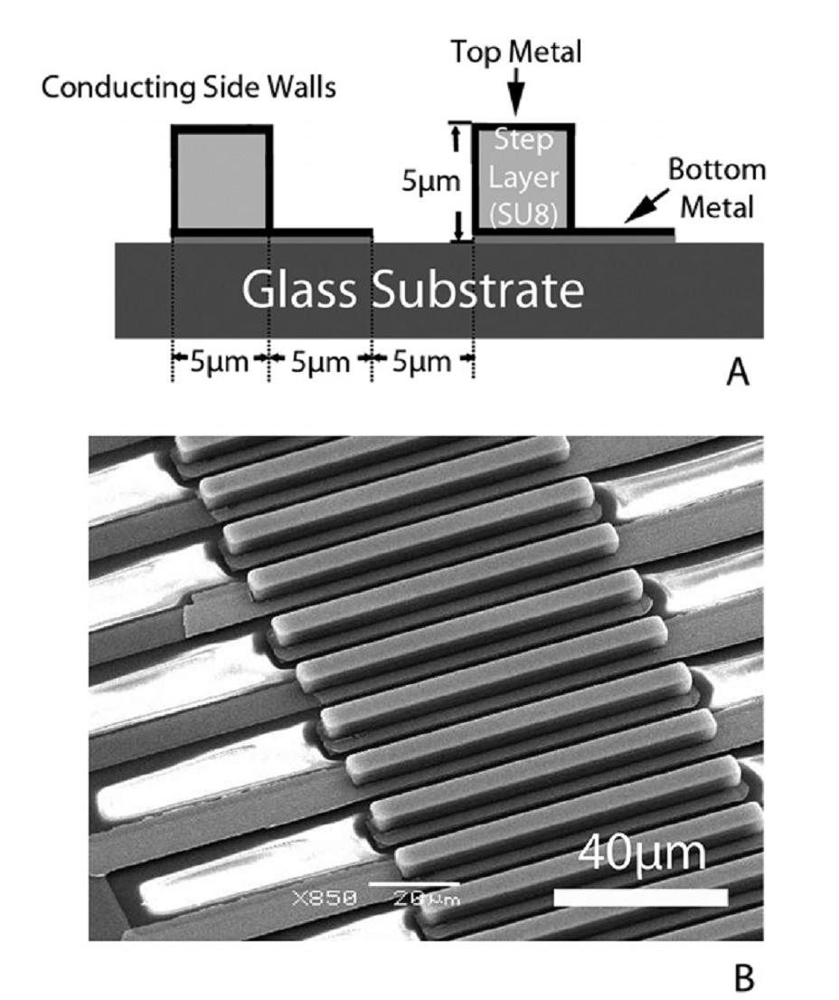 Top Metal
Conducting Side Walls
Step
Layer
(SU8)
5μm
Bottom
Metal
Glass Substrate
5μm 5μm 5μm
A
40μm
X850 20μm
B